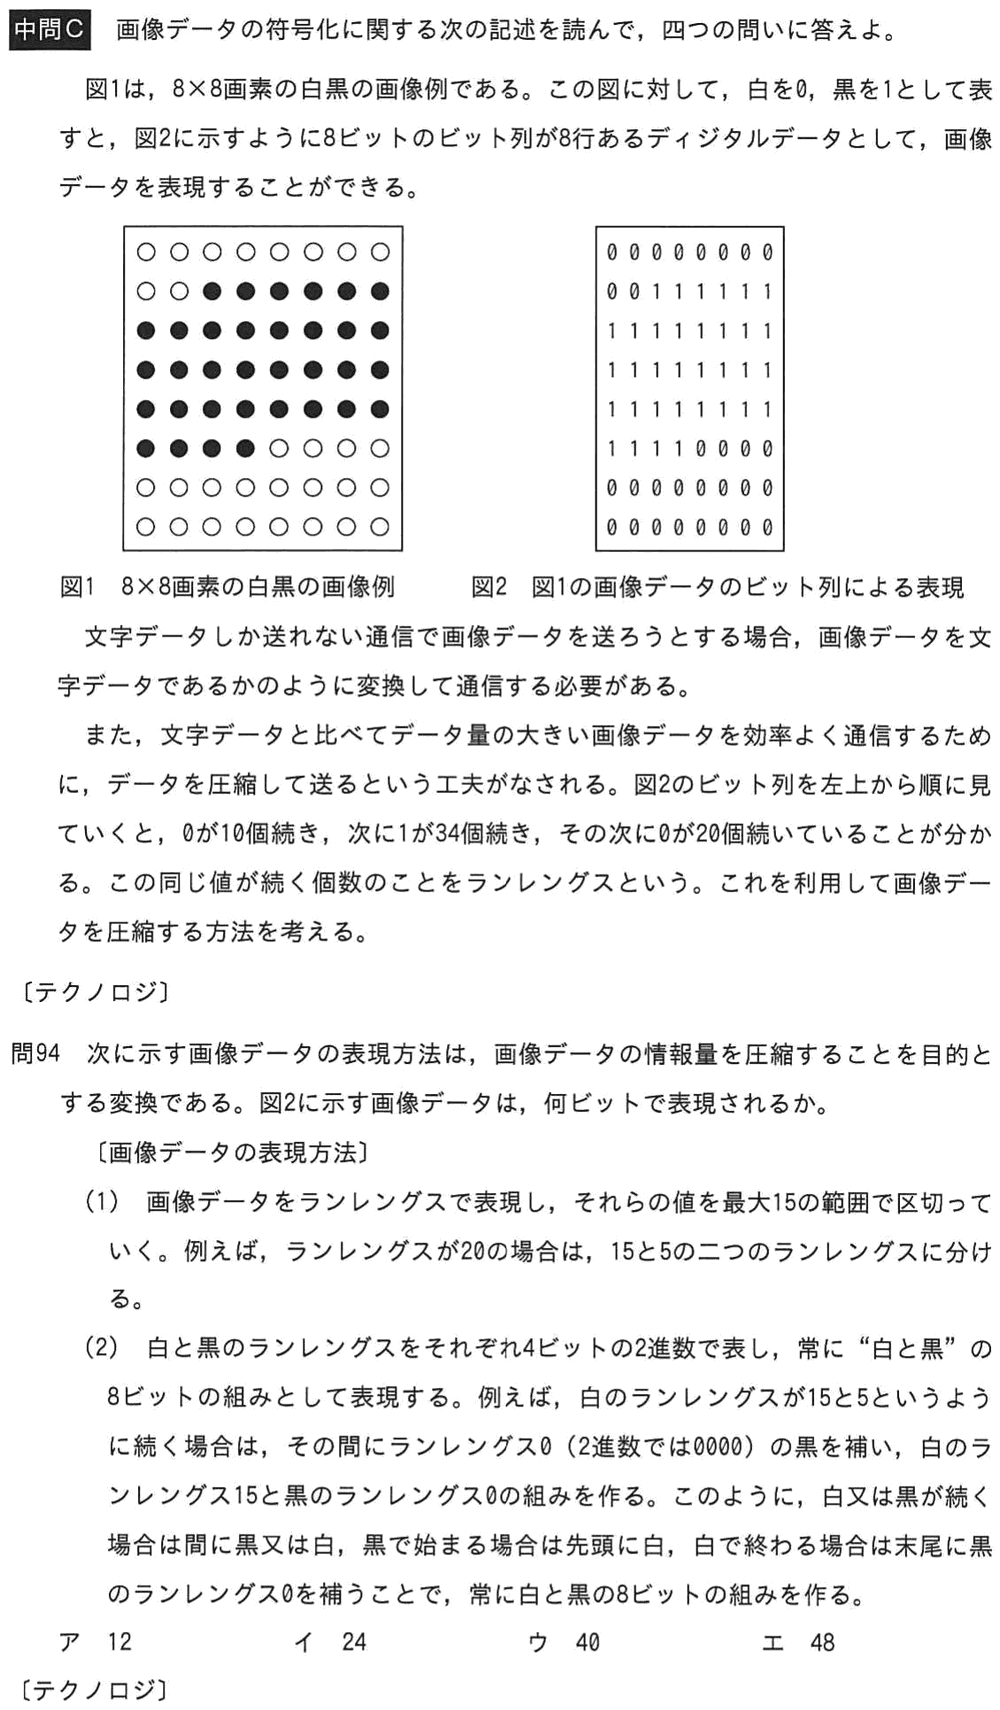 中問C　画像データの符号化に関する次の記述を読んで，四つの問いに答えよ。
図1は，8×8画素の白黒の画像例である。この図に対して，白を0，黒を1として表
すと，図2に示すように8ビットのビット列が8行あるディジタルデータとして，画像
データを表現することができる。
○ ○ ○ ○ ○ ○ ○ ○
○ ○ ● ● ● ● ● ●
● ● ● ● ● ● ● ●
● ● ● ● ● ● ● ●
● ● ● ● ● ● ● ●
● ● ● ● ○ ○ ○ ○
○ ○ ○ ○ ○ ○ ○ ○
○ ○ ○ ○ ○ ○ ○ ○
0 0 0 0 0 0 0 0
0 0 1 1 1 1 1 1
1 1 1 1 1 1 1 1
1 1 1 1 1 1 1 1
1 1 1 1 1 1 1 1
1 1 1 1 0 0 0 0
0 0 0 0 0 0 0 0
0 0 0 0 0 0 0 0
図1　8×8画素の白黒の画像例　図2　図1の画像データのビット列による表現
文字データしか送れない通信で画像データを送ろうとする場合，画像データを文
字データであるかのように変換して通信する必要がある。
また，文字データと比べてデータ量の大きい画像データを効率よく通信するため
に，データを圧縮して送るという工夫がなされる。図2のビット列を左上から順に見
ていくと，0が10個続き，次に1が34個続き，その次に0が20個続いていることが分か
る。この同じ値が続く個数のことをランレングスという。これを利用して画像デー
タを圧縮する方法を考える。
〔テクノロジ〕
問94　次に示す画像データの表現方法は，画像データの情報量を圧縮することを目的と
する変換である。図2に示す画像データは，何ビットで表現されるか。
〔画像データの表現方法〕
(1)　画像データをランレングスで表現し，それらの値を最大15の範囲で区切って
いく。例えば，ランレングスが20の場合は，15と5の二つのランレングスに分け
る。
(2)　白と黒のランレングスをそれぞれ4ビットの2進数で表し，常に“白と黒”の
8ビットの組みとして表現する。例えば，白のランレングスが15と5というよう
に続く場合は，その間にランレングス0（2進数では0000）の黒を補い，白のラ
ンレングス15と黒のランレングス0の組みを作る。このように，白又は黒が続く
場合は間に黒又は白，黒で始まる場合は先頭に白，白で終わる場合は末尾に黒
のランレングス0を補うことで，常に白と黒の8ビットの組みを作る。
ア　12　イ　24　ウ　40　エ　48
〔テクノロジ〕